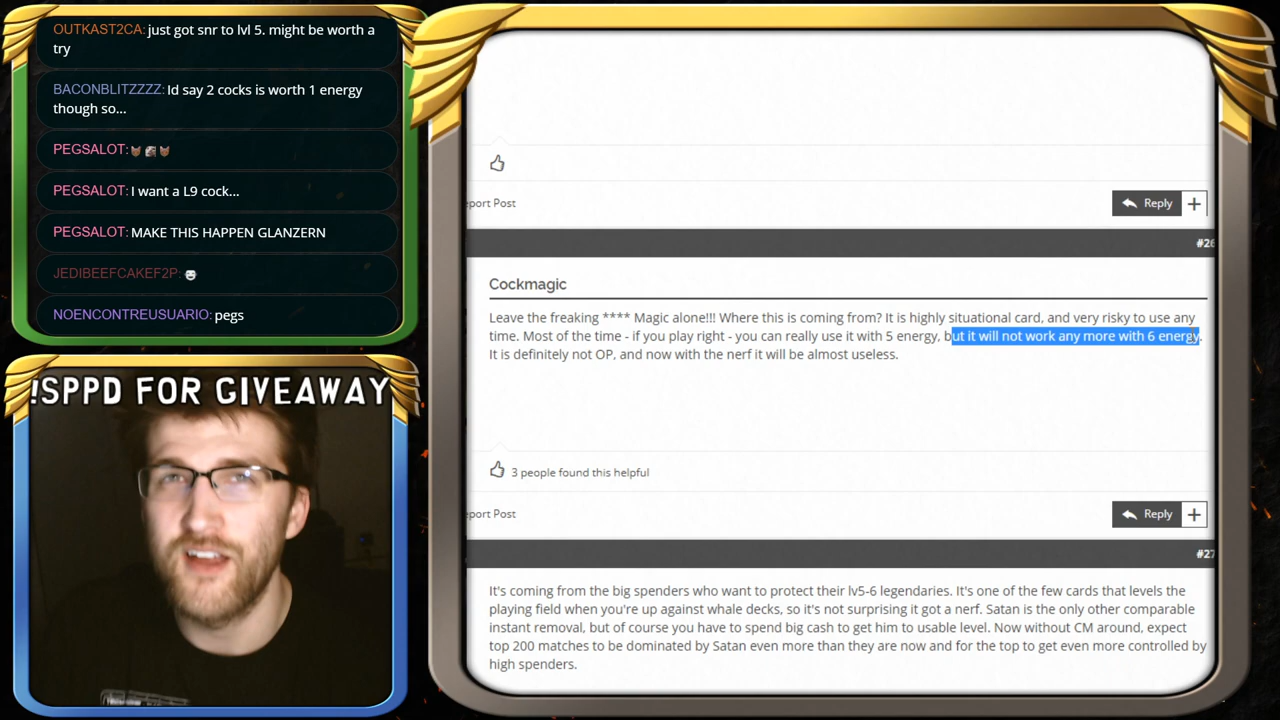 OUTKAST2CA: just got snr to lvl 5. might be worth a
try
BACONBLITZZZZ: Id say 2 cocks is worth 1 energy
though so...
PEGSALOT:
PEGSALOT: I want a L9 cock...
PEGSALOT: MAKE THIS HAPPEN GLANZERN
JEDIBEEFCAKEF2P:
NOENCONTREUSUARIO: pegs
!SPPD FOR GIVEAWAY
eport Post
Reply +
#26
Cockmagic
Leave the freaking **** Magic alone!!! Where this is coming from? It is highly situational card, and very risky to use any
time. Most of the time - if you play right - you can really use it with 5 energy, but it will not work any more with 6 energy.
It is definitely not OP, and now with the nerf it will be almost useless.
3 people found this helpful
eport Post
Reply +
#27
It's coming from the big spenders who want to protect their lv5-6 legendaries. It's one of the few cards that levels the
playing field when you're up against whale decks, so it's not surprising it got a nerf. Satan is the only other comparable
instant removal, but of course you have to spend big cash to get him to usable level. Now without CM around, expect
top 200 matches to be dominated by Satan even more than they are now and for the top to get even more controlled by
high spenders.